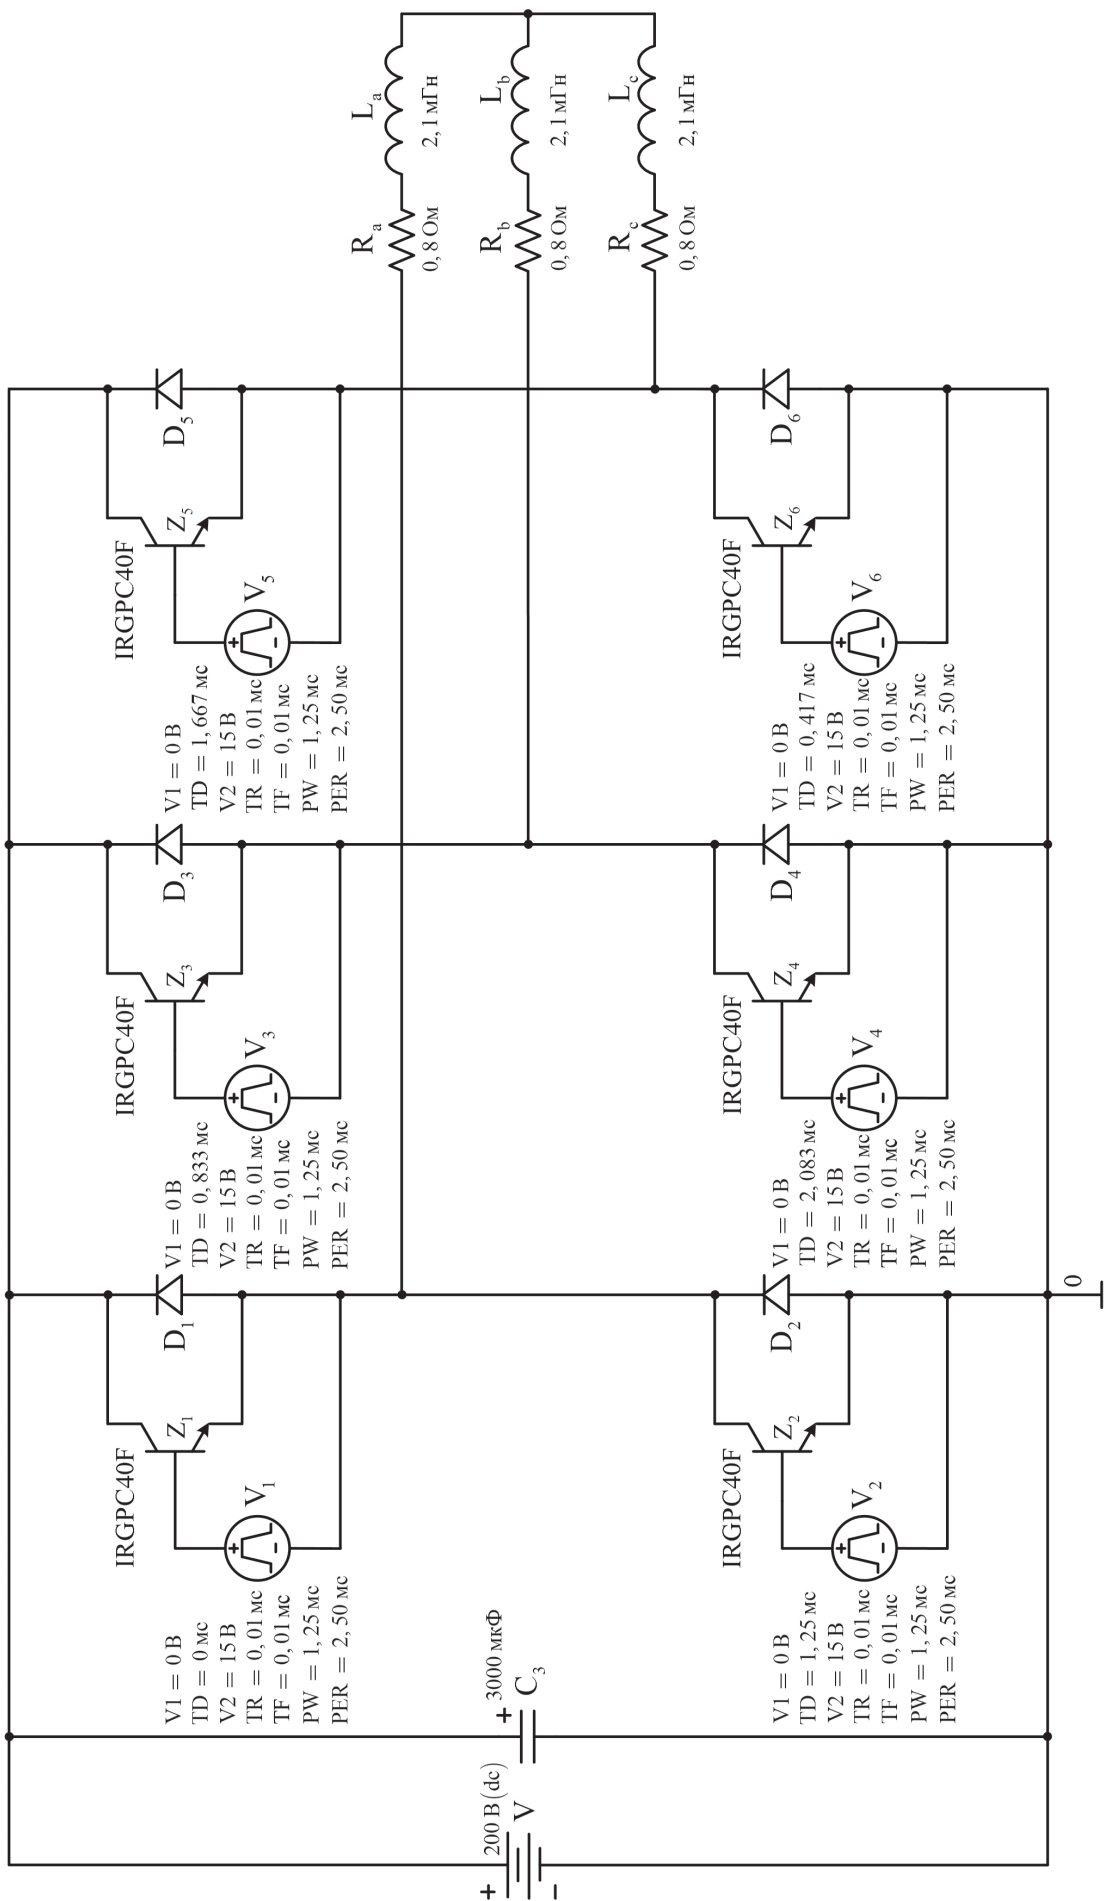 200 В (dc)
V
+
-
3000 мкФ
+
C3
IRGPC40F
Z1
D1
V1
+
-
V1 = 0 В
TD = 0 мс
V2 = 15 В
TR = 0,01 мс
TF = 0,01 мс
PW = 1,25 мс
PER = 2,50 мс
IRGPC40F
Z3
D3
V3
+
-
V1 = 0 В
TD = 0,833 мс
V2 = 15 В
TR = 0,01 мс
TF = 0,01 мс
PW = 1,25 мс
PER = 2,50 мс
IRGPC40F
Z5
D5
V5
+
-
V1 = 0 В
TD = 1,667 мс
V2 = 15 В
TR = 0,01 мс
TF = 0,01 мс
PW = 1,25 мс
PER = 2,50 мс
Ra
0,8 Ом
La
2,1 мГн
Rb
0,8 Ом
Lb
2,1 мГн
Rc
0,8 Ом
Lc
2,1 мГн
IRGPC40F
Z2
D2
V2
+
-
V1 = 0 В
TD = 1,25 мс
V2 = 15 В
TR = 0,01 мс
TF = 0,01 мс
PW = 1,25 мс
PER = 2,50 мс
IRGPC40F
Z4
D4
V4
+
-
V1 = 0 В
TD = 2,083 мс
V2 = 15 В
TR = 0,01 мс
TF = 0,01 мс
PW = 1,25 мс
PER = 2,50 мс
IRGPC40F
Z6
D6
V6
+
-
V1 = 0 В
TD = 0,417 мс
V2 = 15 В
TR = 0,01 мс
TF = 0,01 мс
PW = 1,25 мс
PER = 2,50 мс
0